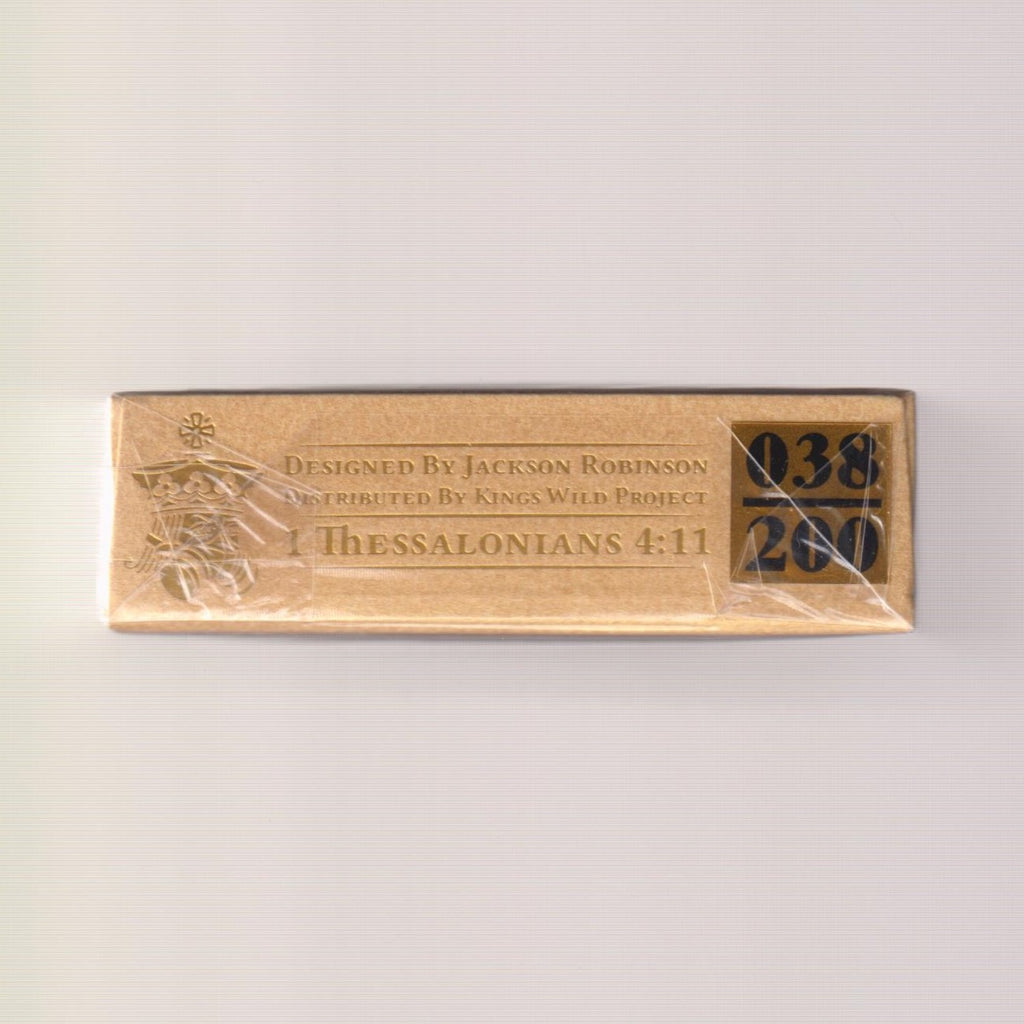 Designed By Jackson Robinson
Distributed By Kings Wild Project
1 Thessalonians 4:11
038
200